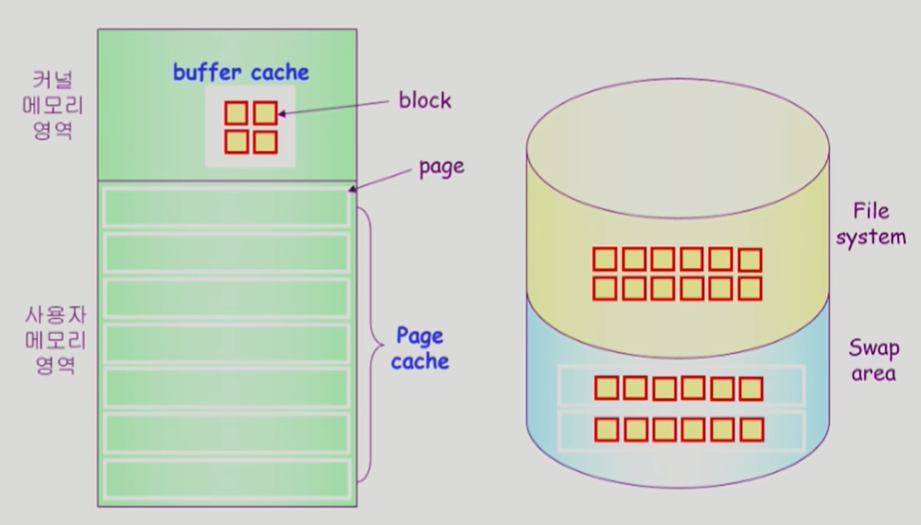 커널
메모리
영역
buffer cache
block
page
사용자
메모리
영역
Page
cache
File
system
Swap
area